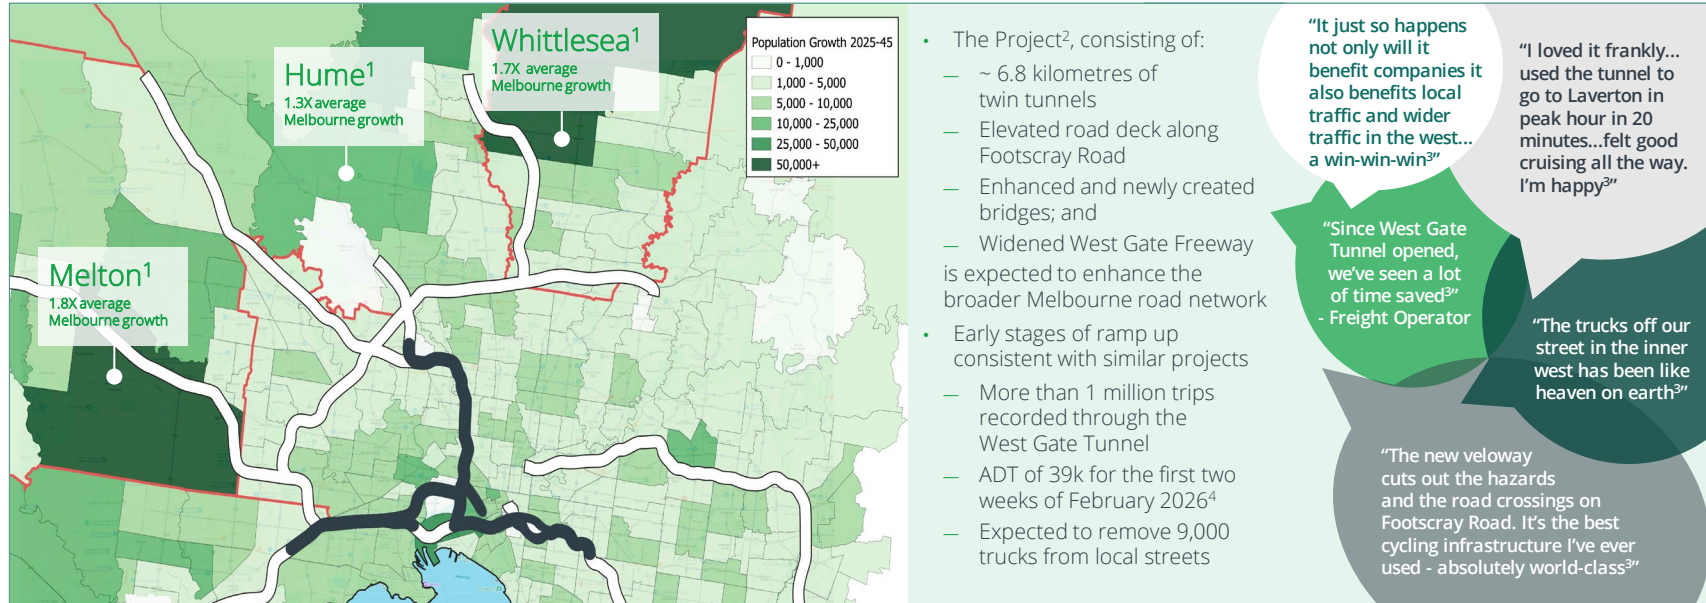 Whittlesea¹
1.7X average
Melbourne growth
Hume¹
1.3X average
Melbourne growth
Melton¹
1.8X average
Melbourne growth
Population Growth 2025-45
0 - 1,000
1,000 - 5,000
5,000 - 10,000
10,000 - 25,000
25,000 - 50,000
50,000+
• The Project², consisting of:
— ~ 6.8 kilometres of
twin tunnels
— Elevated road deck along
Footscray Road
— Enhanced and newly created
bridges; and
— Widened West Gate Freeway
is expected to enhance the
broader Melbourne road network
• Early stages of ramp up
consistent with similar projects
— More than 1 million trips
recorded through the
West Gate Tunnel
— ADT of 39k for the first two
weeks of February 2026⁴
— Expected to remove 9,000
trucks from local streets
“It just so happens
not only will it
benefit companies it
also benefits local
traffic and wider
traffic in the west...
a win-win-win³”
“I loved it frankly...
used the tunnel to
go to Laverton in
peak hour in 20
minutes...felt good
cruising all the way.
I’m happy³”
“Since West Gate
Tunnel opened,
we’ve seen a lot
of time saved³”
- Freight Operator
“The trucks off our
street in the inner
west has been like
heaven on earth³”
“The new veloway
cuts out the hazards
and the road crossings on
Footscray Road. It’s the best
cycling infrastructure I’ve ever
used - absolutely world-class³”